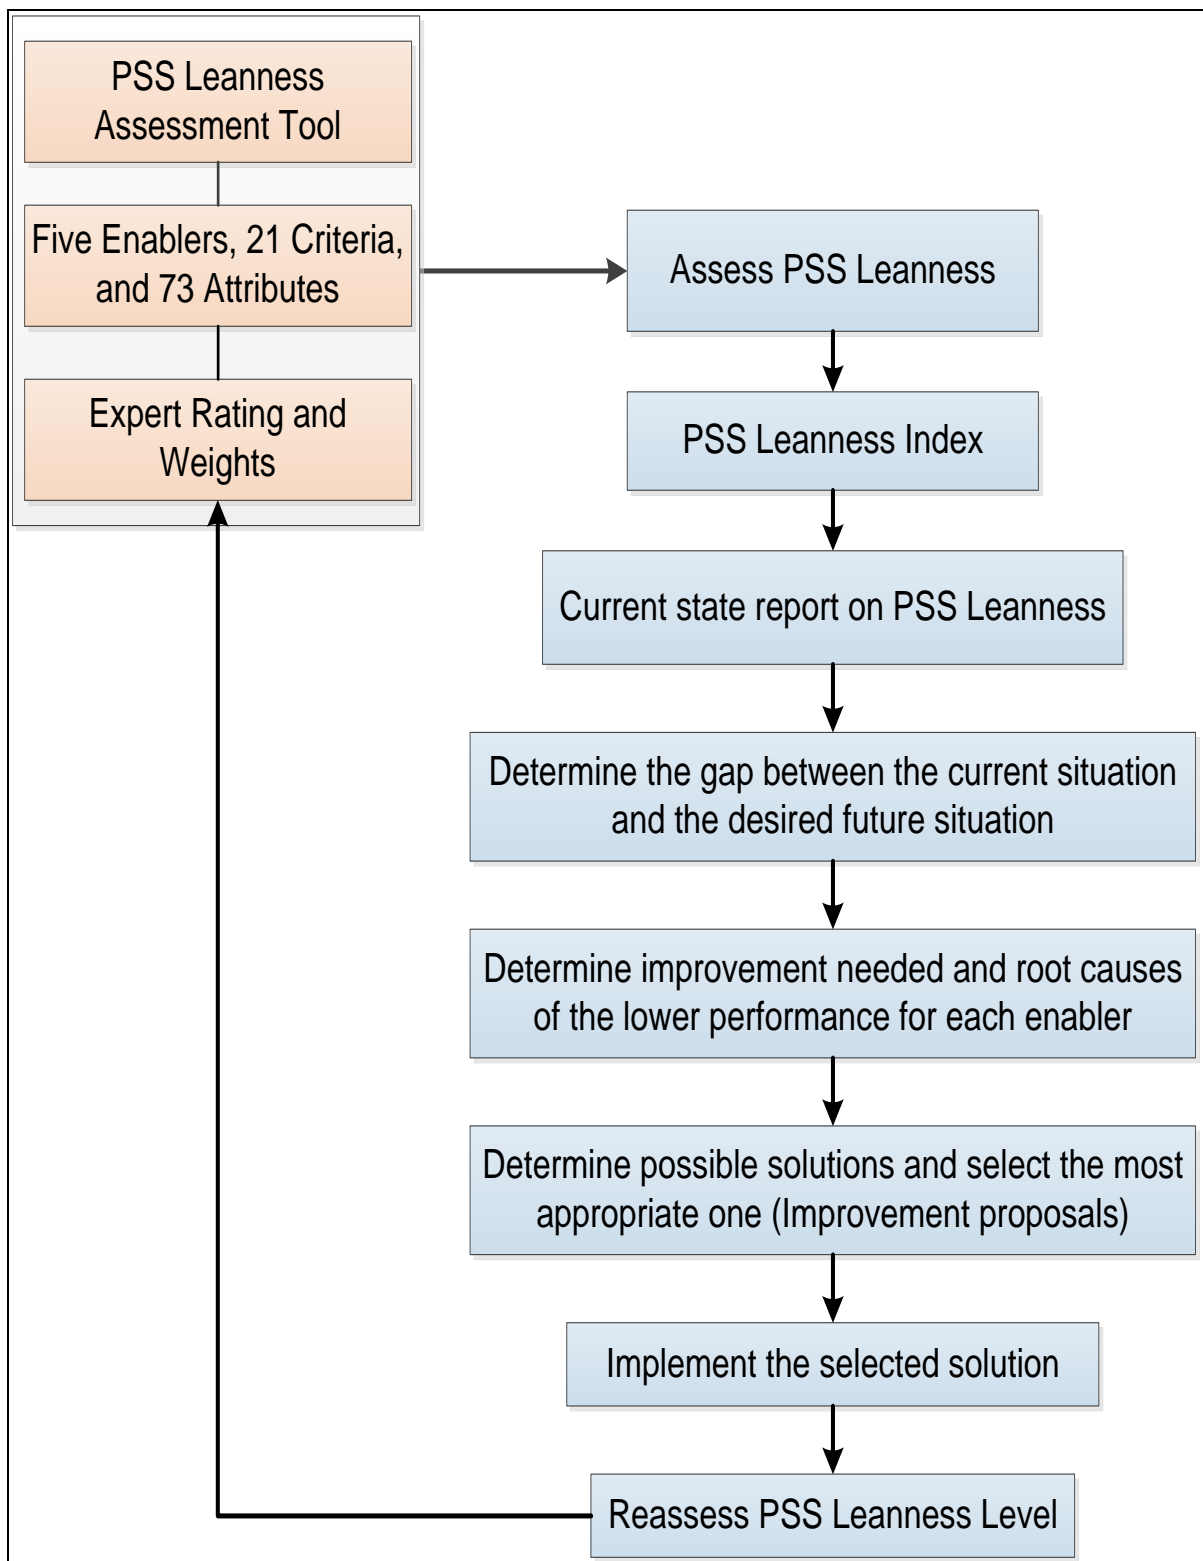 PSS Leanness
Assessment Tool
Five Enablers, 21 Criteria,
and 73 Attributes
Expert Rating and
Weights
Assess PSS Leanness
PSS Leanness Index
Current state report on PSS Leanness
Determine the gap between the current situation
and the desired future situation
Determine improvement needed and root causes
of the lower performance for each enabler
Determine possible solutions and select the most
appropriate one (Improvement proposals)
Implement the selected solution
Reassess PSS Leanness Level